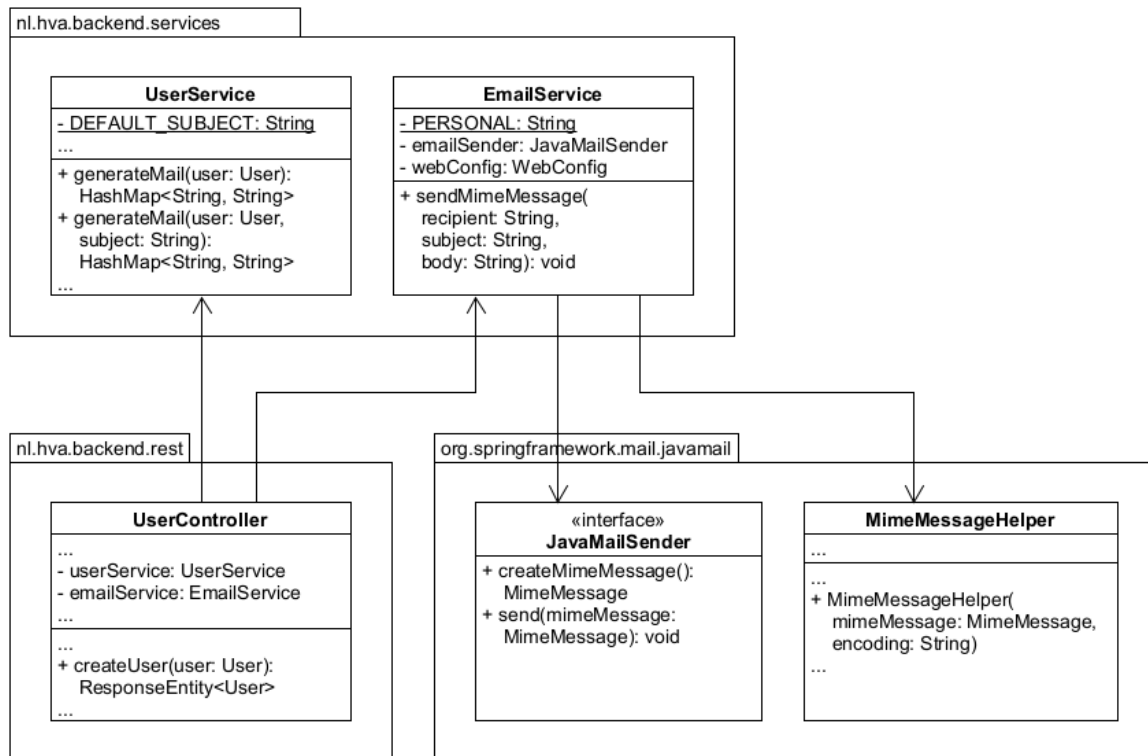 nl.hva.backend.services
UserService
- DEFAULT_SUBJECT: String
...
+ generateMail(user: User):
HashMap<String, String>
+ generateMail(user: User,
subject: String):
HashMap<String, String>
...
EmailService
- PERSONAL: String
- emailSender: JavaMailSender
- webConfig: WebConfig
+ sendMimeMessage(
recipient: String,
subject: String,
body: String): void
nl.hva.backend.rest
UserController
...
- userService: UserService
- emailService: EmailService
...
...
+ createUser(user: User):
ResponseEntity<User>
...
org.springframework.mail.javamail
«interface»
JavaMailSender
+ createMimeMessage():
MimeMessage
+ send(mimeMessage:
MimeMessage): void
MimeMessageHelper
...
...
+ MimeMessageHelper(
mimeMessage: MimeMessage,
encoding: String)
...